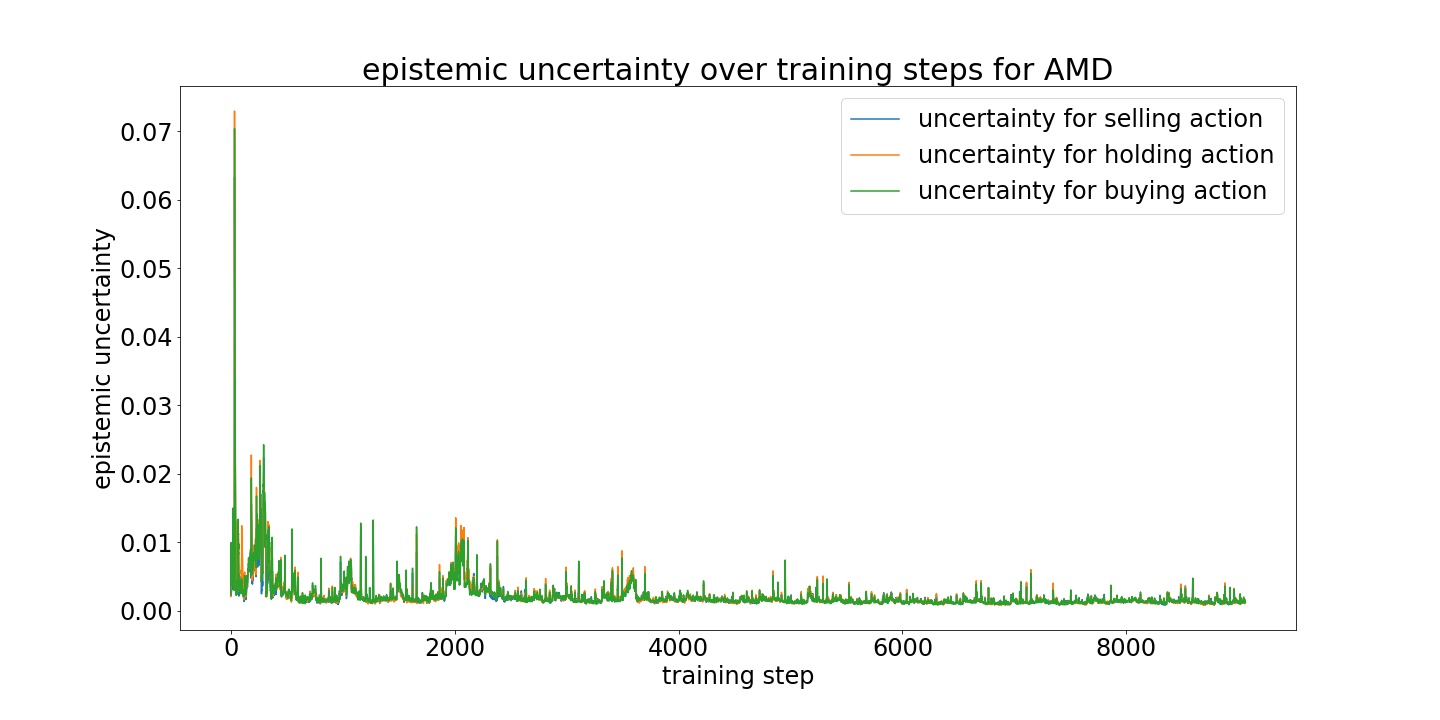 epistemic uncertainty over training steps for AMD
uncertainty for selling action
uncertainty for holding action
uncertainty for buying action
epistemic uncertainty
0.07
0.06
0.05
0.04
0.03
0.02
0.01
0.00
0 2000 4000 6000 8000
training step